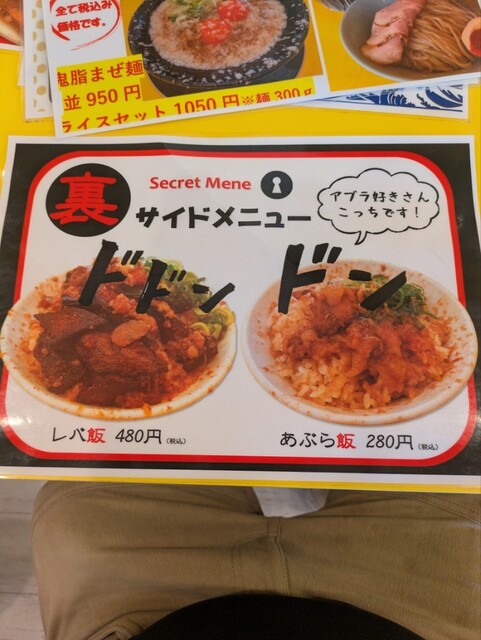 全て税込み
価格です。
鬼脂まぜ麺
並 950 円
ライスセット 1050 円 ※麺 300g
裏
Secret Mene
サイドメニュー
アブラ好きさん
こっちです！
ドドン
ドン
レバ飯 480円 (税込)
あぶら飯 280円 (税込)